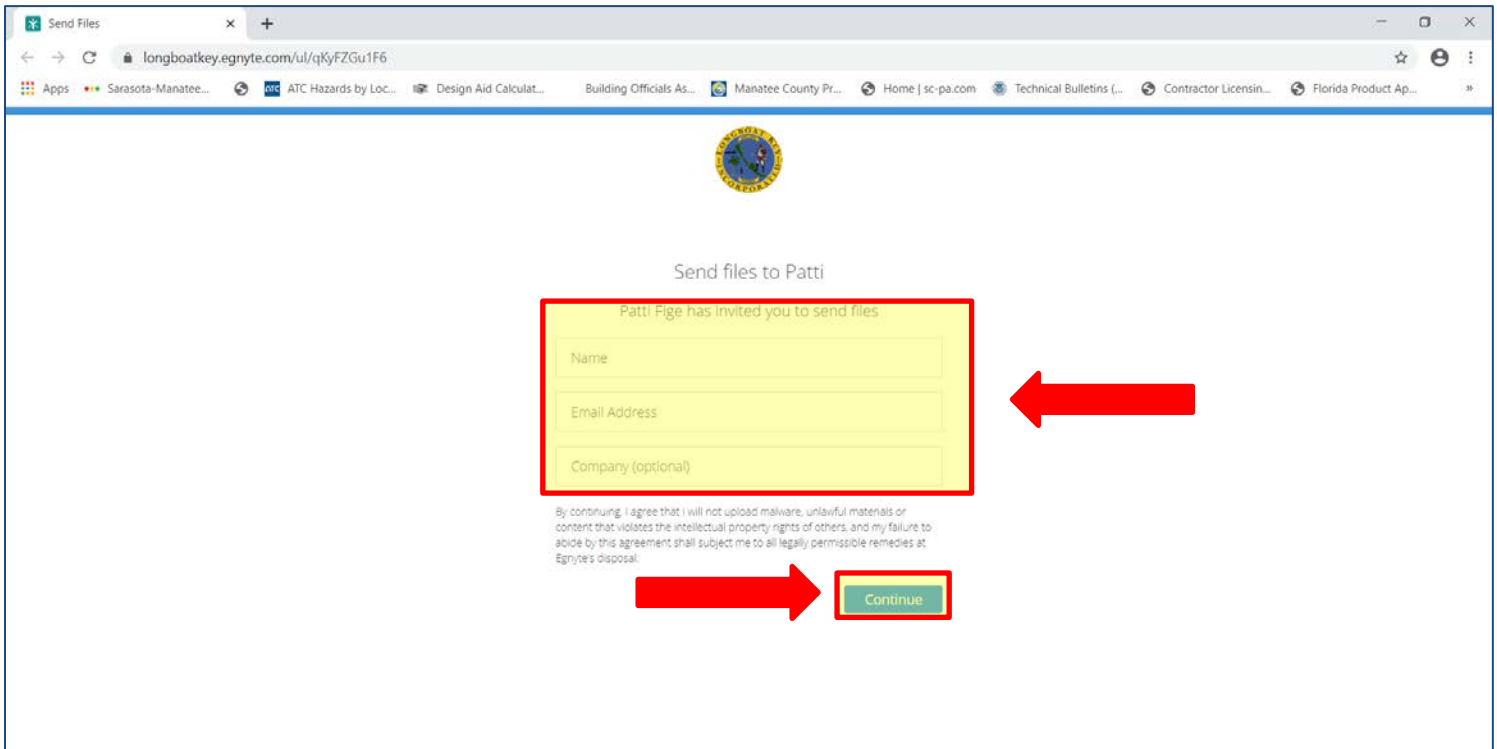 Send Files
longboatkey.egnyte.com/ul/qKyFZGu1F6
Apps Sarasota-Manatee... ATC ATC Hazards by Loc... Design Aid Calculat... Building Officials As... Manatee County Pr... Home | sc-pa.com Technical Bulletins (... Contractor Licensin... Florida Product Ap... »
LONGBOAT KEY
INCORPORATED
Send files to Patti
Patti Fige has invited you to send files
Name
Email Address
Company (optional)
By continuing, I agree that I will not upload malware, unlawful materials or
content that violates the intellectual property rights of others, and my failure to
abide by this agreement shall subject me to all legally permissible remedies at
Egnyte's disposal.
Continue